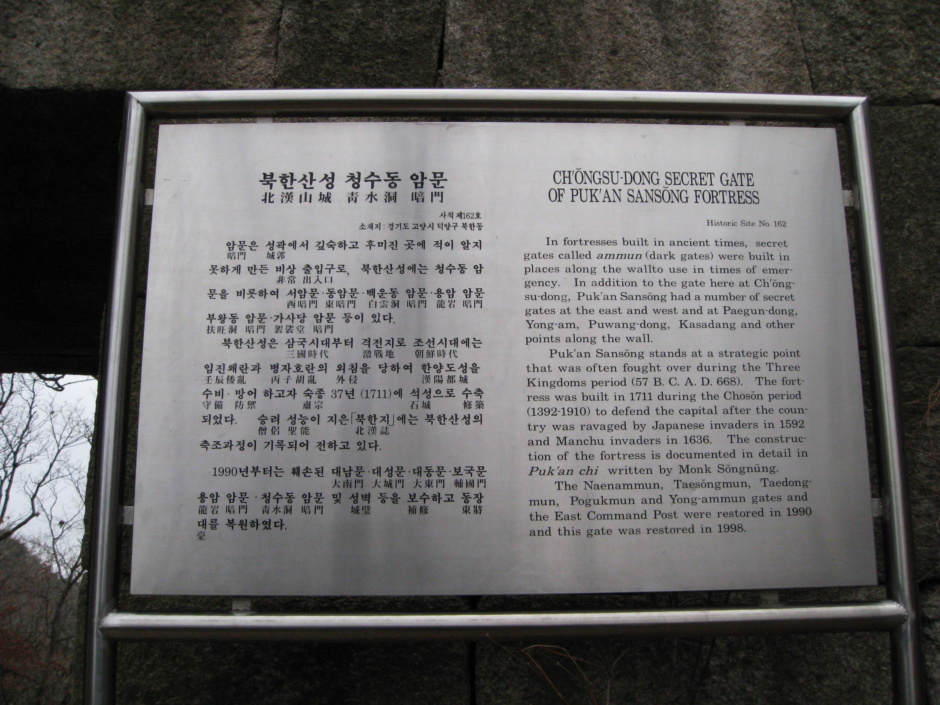 북한산성 청수동 암문
北漢山城 靑水洞 暗門
사적 제162호
소재지 : 경기도 고양시 덕양구 북한동
암문은 성곽에서 깊숙하고 후미진 곳에 적이 알지
暗門 城郭
못하게 만든 비상 출입구로, 북한산성에는 청수동 암
非常 出入口
문을 비롯하여 서암문·동암문·백운동 암문·용암 암문
西暗門 東暗門 白雲洞 暗門 龍岩 暗門
부왕동 암문·가사당 암문 등이 있다.
扶旺洞 暗門 袈裟堂 暗門
북한산성은 삼국시대부터 격전지로 조선시대에는
三國時代 激戰地 朝鮮時代
임진왜란과 병자호란의 외침을 당하여 한양도성을
壬辰倭亂 丙子胡亂 外侵 漢陽都城
수비·방어 하고자 숙종 37년 (1711)에 석성으로 수축
守備 防禦 肅宗 石城 修築
되었다. 승려 성능이 지은「북한지」에는 북한산성의
僧侶 聖能 北漢誌
축조과정이 기록되어 전하고 있다.
1990년부터는 훼손된 대남문·대성문·대동문·보국문
大南門 大城門 大東門 輔國門
용암 암문·청수동 암문 및 성벽 등을 보수하고 동장
龍岩 暗門 靑水洞 暗門 城壁 補修 東將
대를 복원하였다.
CH'ŎNGSU-DONG SECRET GATE
OF PUK'AN SANSŎNG FORTRESS
Historic Site No. 162
In fortresses built in ancient times, secret
gates called ammun (dark gates) were built in
places along the wallto use in times of emer-
gency. In addition to the gate here at Ch'ŏng-
su-dong, Puk'an Sansŏng had a number of secret
gates at the east and west and at Paegun-dong,
Yong-am, Puwang-dong, Kasadang and other
points along the wall.
Puk'an Sansŏng stands at a strategic point
that was often fought over during the Three
Kingdoms period (57 B. C. A. D. 668). The fort-
ress was built in 1711 during the Chosŏn period
(1392-1910) to defend the capital after the coun-
try was ravaged by Japanese invaders in 1592
and Manchu invaders in 1636. The construc-
tion of the fortress is documented in detail in
Puk'an chi written by Monk Sŏngnŭng.
The Naenammun, Taesŏngmun, Taedong-
mun, Pogukmun and Yong-ammun gates and
the East Command Post were restored in 1990
and this gate was restored in 1998.